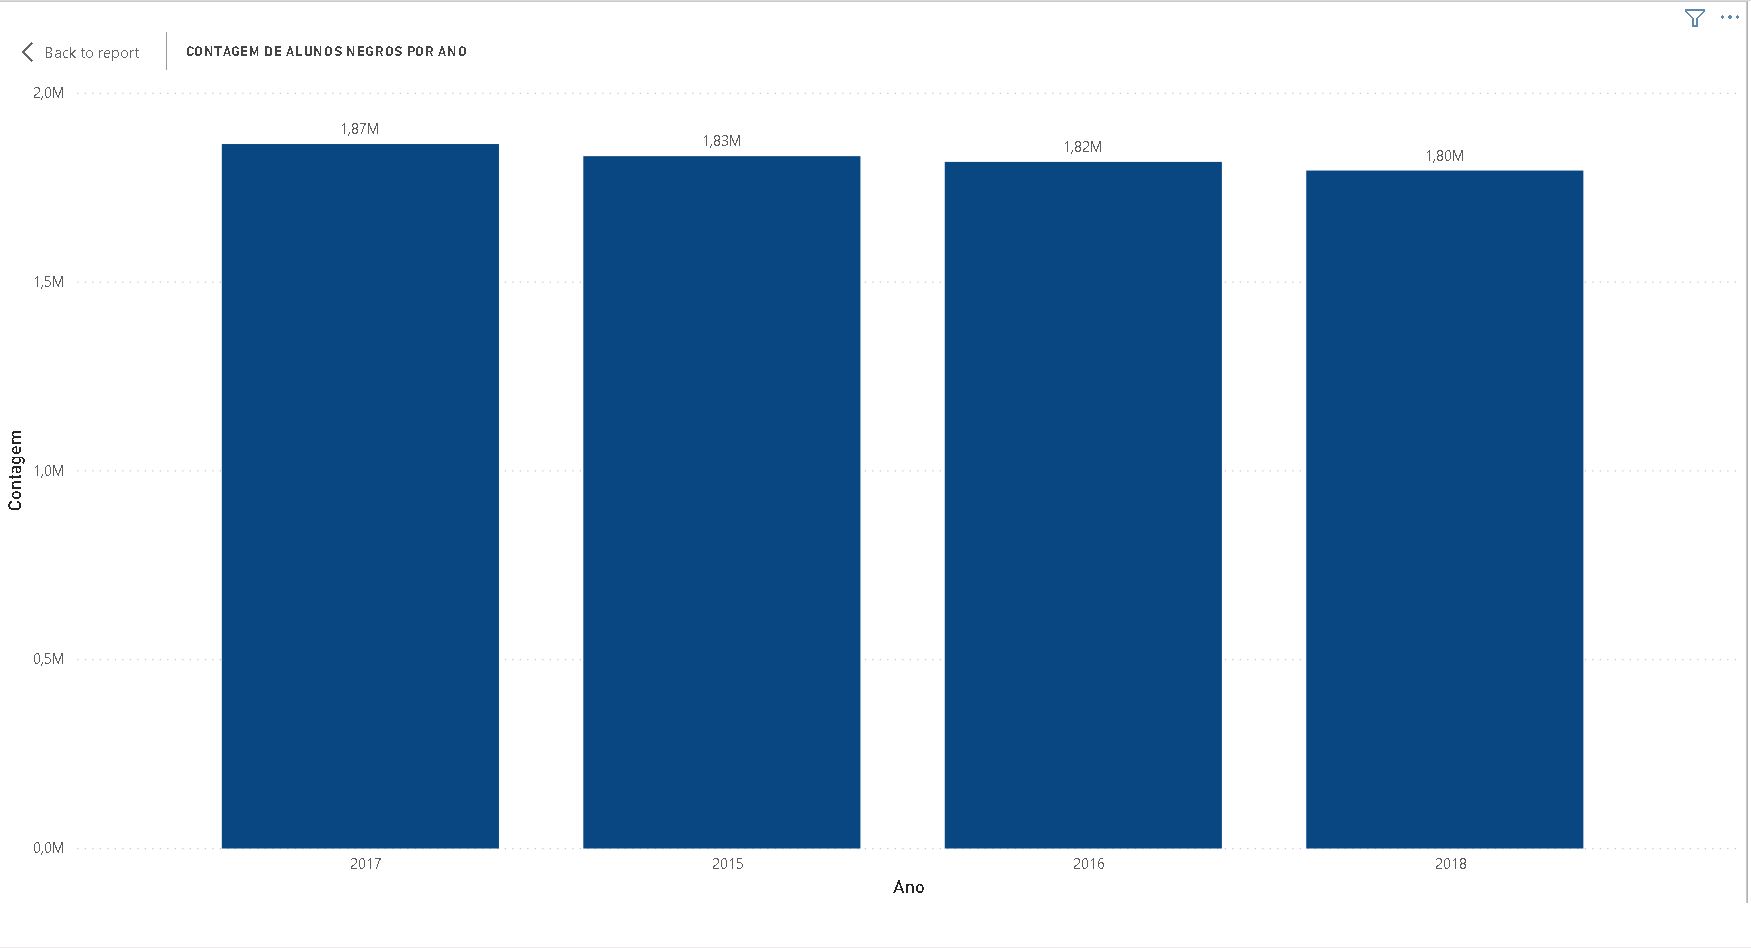 Back to report
CONTAGEM DE ALUNOS NEGROS POR ANO
2,0M
1,5M
1,0M
0,5M
0,0M
Contagem
1,87M
1,83M
1,82M
1,80M
2017
2015
2016
2018
Ano